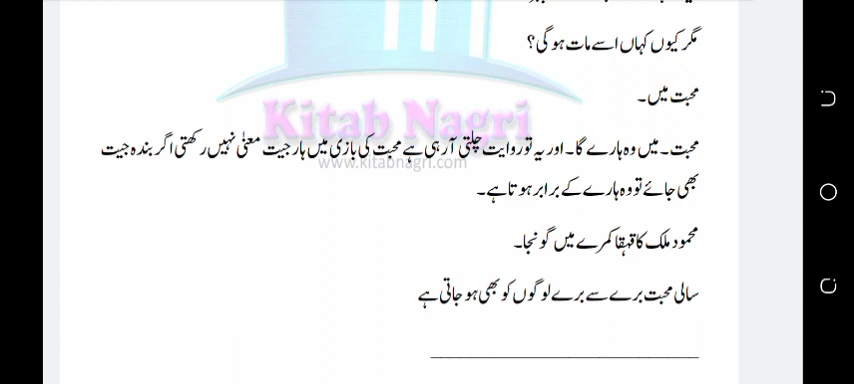 مگر کیوں کہاں اسے مات ہو گی؟
محبت میں۔
Kitab Nagri
محبت۔ میں وہ ہارے گا۔ اور یہ تو روایت چلتی آرہی ہے محبت کی بازی میں ہار جیت معنٰی نہیں رکھتی اگر بندہ جیت
www.kitabnagri.com
بھی جائے تو وہ ہارے کے برابر ہوتا ہے۔
محمود ملک کا قہقا کمرے میں گونجا۔
سالی محبت برے سے برے لوگوں کو بھی ہو جاتی ہے